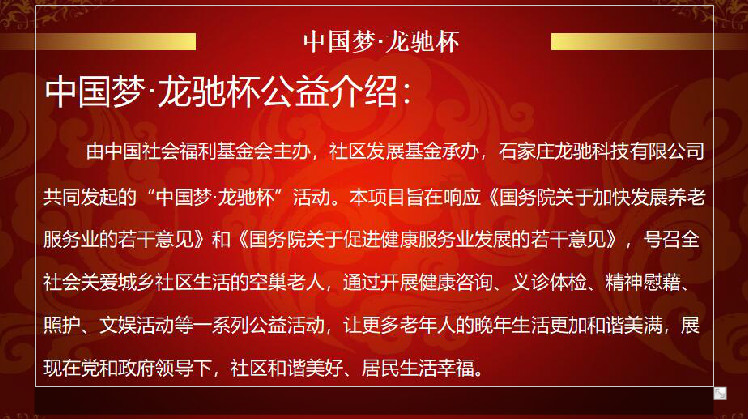 中国梦·龙驰杯
中国梦·龙驰杯公益介绍：
由中国社会福利基金会主办，社区发展基金承办，石家庄龙驰科技有限公司
共同发起的“中国梦·龙驰杯”活动。本项目旨在响应《国务院关于加快发展养老
服务业的若干意见》和《国务院关于促进健康服务业发展的若干意见》，号召全
社会关爱城乡社区生活的空巢老人，通过开展健康咨询、义诊体检、精神慰藉、
照护、文娱活动等一系列公益活动，让更多老年人的晚年生活更加和谐美满，展
现在党和政府领导下，社区和谐美好、居民生活幸福。